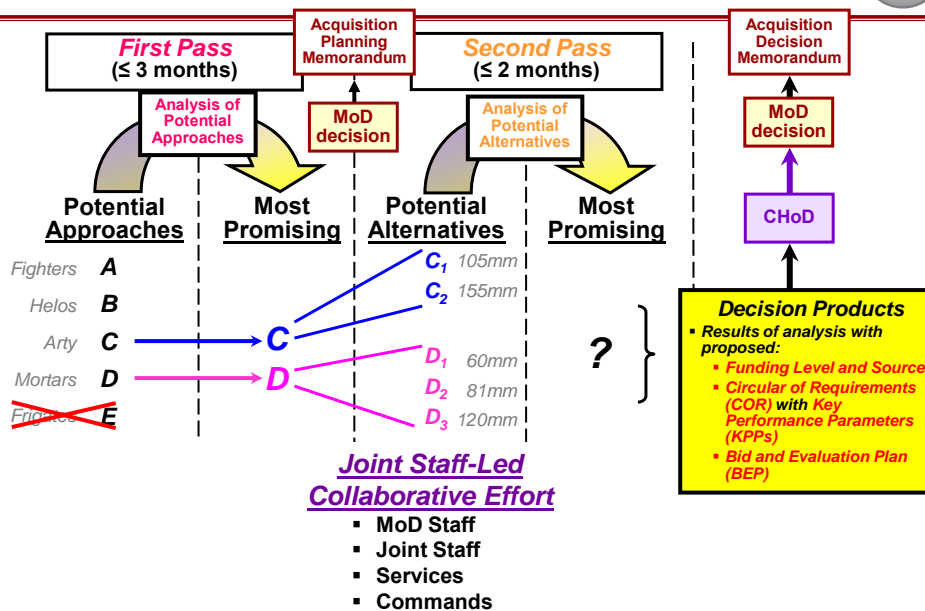 First Pass
(≤ 3 months)
Acquisition
Planning
Memorandum
Second Pass
(≤ 2 months)
Acquisition
Decision
Memorandum
Analysis of
Potential
Approaches
MoD
decision
Analysis of
Potential
Alternatives
MoD
decision
CHoD
Potential
Approaches
Most
Promising
Potential
Alternatives
Most
Promising
Fighters A
Helos B
Arty C
Mortars D
Frigates E
C
D
C1 105mm
C2 155mm
D1 60mm
D2 81mm
D3 120mm
?
Decision Products
▪ Results of analysis with
proposed:
▪ Funding Level and Source
▪ Circular of Requirements
(COR) with Key
Performance Parameters
(KPPs)
▪ Bid and Evaluation Plan
(BEP)
Joint Staff-Led
Collaborative Effort
▪ MoD Staff
▪ Joint Staff
▪ Services
▪ Commands